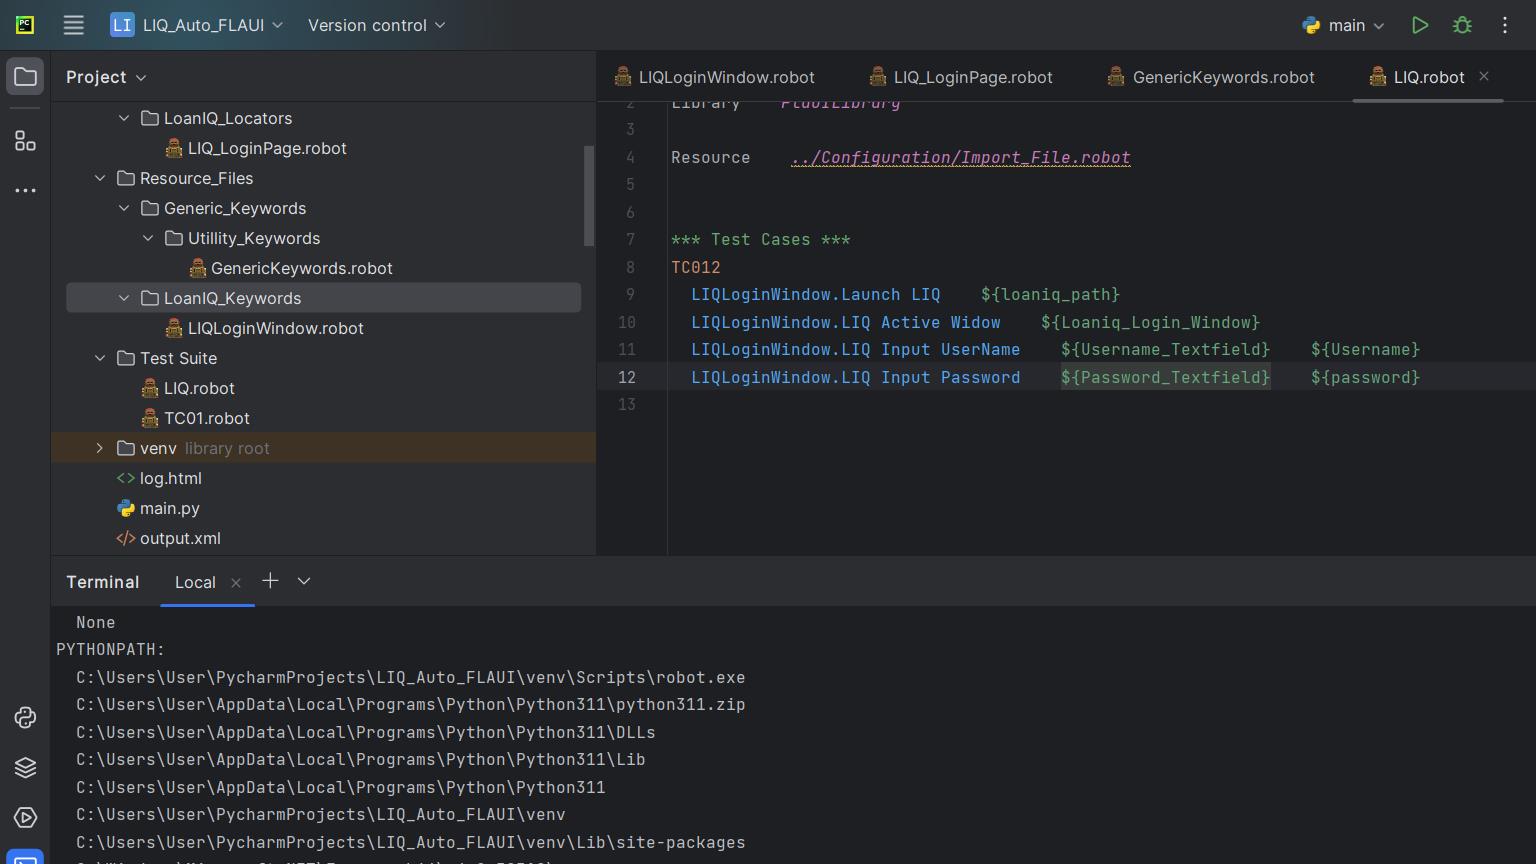 LI LIQ_Auto_FLAUI Version control main
Project
LIQLoginWindow.robot LIQ_LoginPage.robot GenericKeywords.robot LIQ.robot
LoanIQ_Locators
LIQ_LoginPage.robot
Resource_Files
Generic_Keywords
Utillity_Keywords
GenericKeywords.robot
LoanIQ_Keywords
LIQLoginWindow.robot
Test Suite
LIQ.robot
TC01.robot
venv library root
log.html
main.py
output.xml
2 Library FlaUILibrary
3
4 Resource ../Configuration/Import_File.robot
5
6
7 *** Test Cases ***
8 TC012
9 LIQLoginWindow.Launch LIQ ${loaniq_path}
10 LIQLoginWindow.LIQ Active Widow ${Loaniq_Login_Window}
11 LIQLoginWindow.LIQ Input UserName ${Username_Textfield} ${Username}
12 LIQLoginWindow.LIQ Input Password ${Password_Textfield} ${password}
13
Terminal Local
None
PYTHONPATH:
C:\Users\User\PycharmProjects\LIQ_Auto_FLAUI\venv\Scripts\robot.exe
C:\Users\User\AppData\Local\Programs\Python\Python311\python311.zip
C:\Users\User\AppData\Local\Programs\Python\Python311\DLLs
C:\Users\User\AppData\Local\Programs\Python\Python311\Lib
C:\Users\User\AppData\Local\Programs\Python\Python311
C:\Users\User\PycharmProjects\LIQ_Auto_FLAUI\venv
C:\Users\User\PycharmProjects\LIQ_Auto_FLAUI\venv\Lib\site-packages